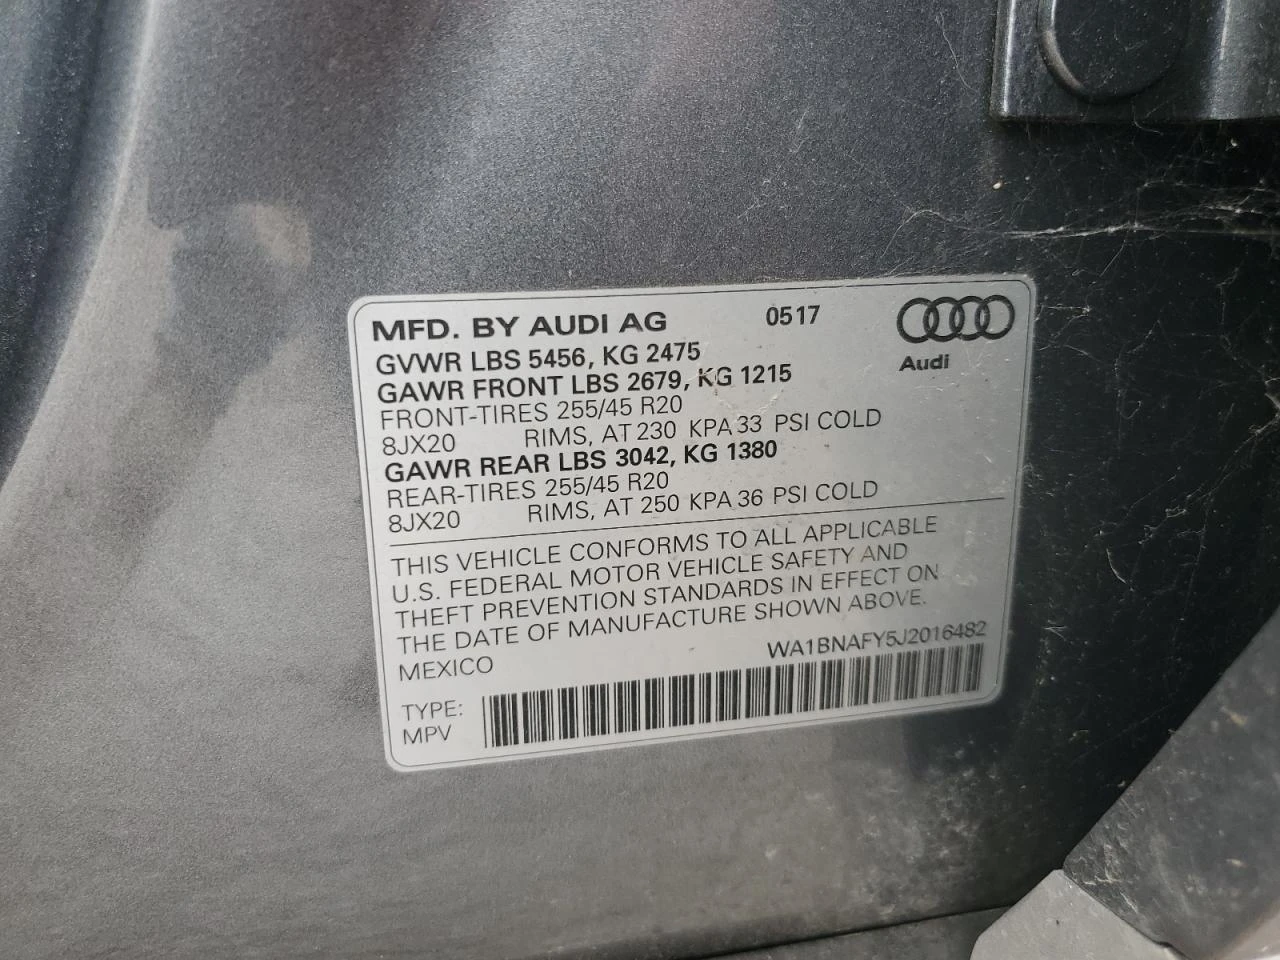 MFD. BY AUDI AG 0517
GVWR LBS 5456, KG 2475
Audi
GAWR FRONT LBS 2679, KG 1215
FRONT-TIRES 255/45 R20
8JX20 RIMS, AT 230 KPA 33 PSI COLD
GAWR REAR LBS 3042, KG 1380
REAR-TIRES 255/45 R20
8JX20 RIMS, AT 250 KPA 36 PSI COLD
THIS VEHICLE CONFORMS TO ALL APPLICABLE
U.S. FEDERAL MOTOR VEHICLE SAFETY AND
THEFT PREVENTION STANDARDS IN EFFECT ON
THE DATE OF MANUFACTURE SHOWN ABOVE.
MEXICO WA1BNAFY5J2016482
TYPE:
MPV